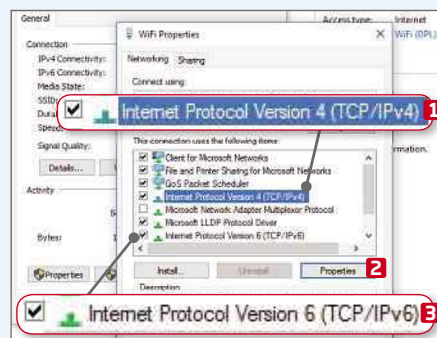 General
Access type: Internet
WiFi (OPL)
WiFi Properties
Connection
IPv4 Connectivity:
IPv6 Connectivity:
Media State:
SSID:
Signal Quality:
Details...
Activity
Bytes:
Properties
Networking Sharing
Connect using:
Internet Protocol Version 4 (TCP/IPv4) 1
This connection uses the following items:
Client for Microsoft Networks
File and Printer Sharing for Microsoft Networks
QoS Packet Scheduler
Internet Protocol Version 4 (TCP/IPv4)
Microsoft Network Adapter Multiplexor Protocol
Microsoft LLDP Protocol Driver
Internet Protocol Version 6 (TCP/IPv6)
Install... Uninstall Properties
2
Description
Internet Protocol Version 6 (TCP/IPv6) 3